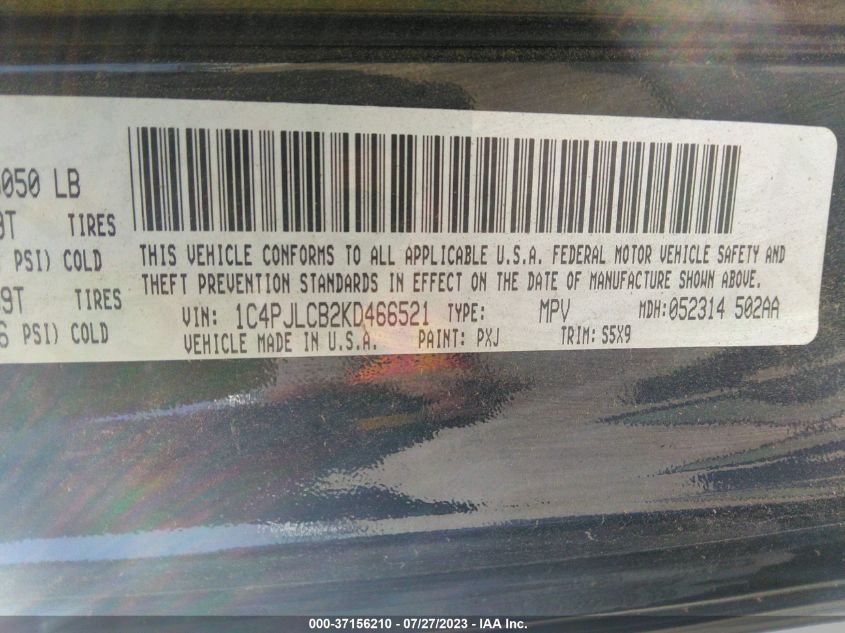 050 LB
TIRES
PSI) COLD
9T TIRES
PSI) COLD
THIS VEHICLE CONFORMS TO ALL APPLICABLE U.S.A. FEDERAL MOTOR VEHICLE SAFETY AND
THEFT PREVENTION STANDARDS IN EFFECT ON THE DATE OF MANUFACTURE SHOWN ABOVE.
VIN: 1C4PJLCB2KD466521 TYPE: MPV MDH:052314 502AA
VEHICLE MADE IN U.S.A. PAINT: PXJ TRIM: S5X9
000-37156210 - 07/27/2023 - IAA Inc.